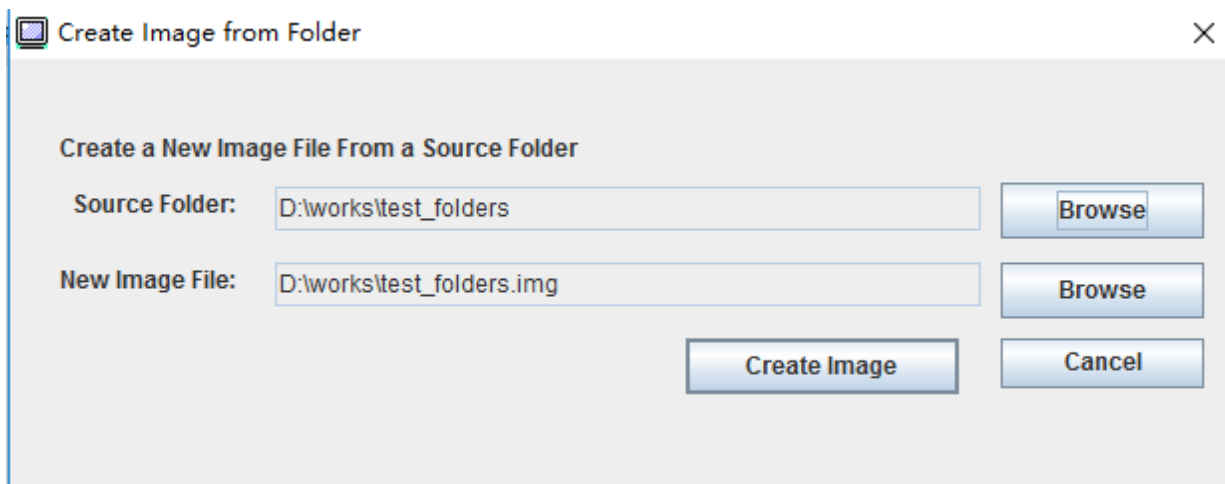 Create Image from Folder
Create a New Image File From a Source Folder
Source Folder: D:\works\test_folders Browse
New Image File: D:\works\test_folders.img Browse
Create Image Cancel